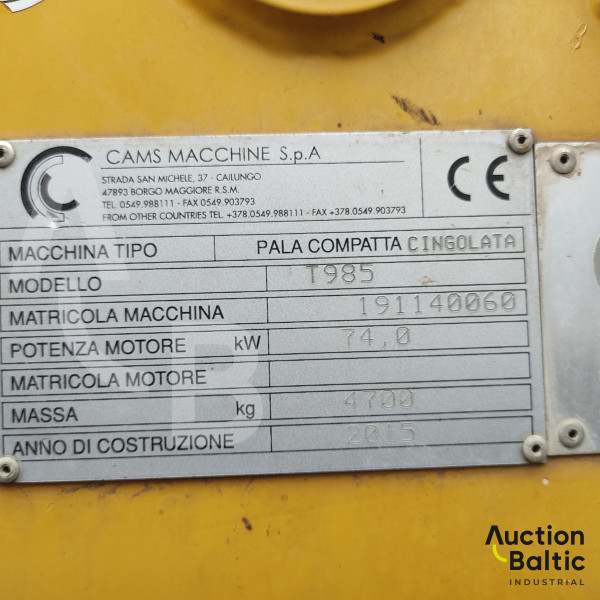 CAMS MACCHINE S.p.A
STRADA SAN MICHELE, 37 - CAILUNGO
47893 BORGO MAGGIORE R.S.M.
TEL. 0549.988111 - FAX 0549.903793
FROM OTHER COUNTRIES TEL. +378.0549.988111 - FAX +378.0549.903793
CE
MACCHINA TIPO PALA COMPATTA CINGOLATA
MODELLO T985
MATRICOLA MACCHINA 191140060
POTENZA MOTORE kW 74,0
MATRICOLA MOTORE
MASSA kg 4700
ANNO DI COSTRUZIONE 2015
Auction
Baltic
INDUSTRIAL